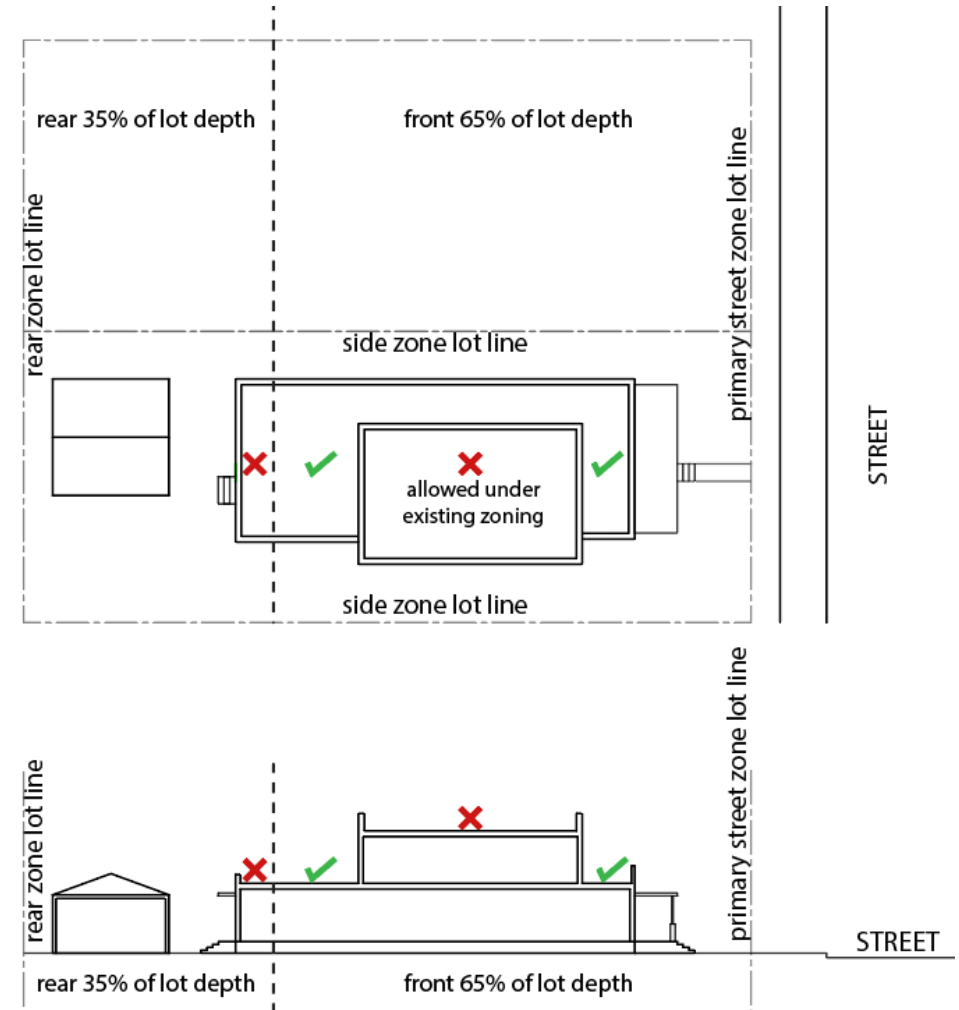 rear 35% of lot depth
front 65% of lot depth
rear zone lot line
primary street zone lot line
side zone lot line
STREET
allowed under
existing zoning
side zone lot line
rear zone lot line
primary street zone lot line
STREET
rear 35% of lot depth
front 65% of lot depth